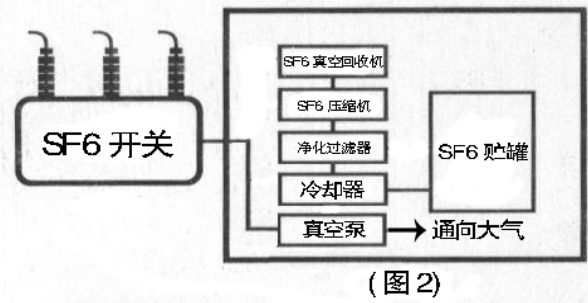 SF6 真空回收机
SF6 压缩机
净化过滤器
冷却器
真空泵
SF6 开关
SF6 贮罐
通向大气
(图2)